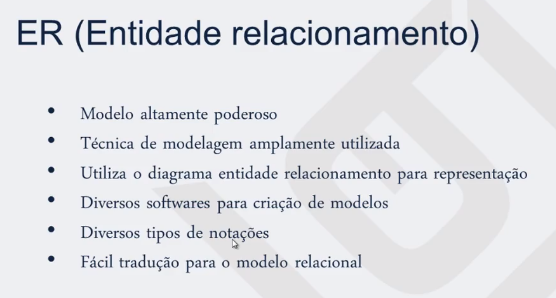 ER (Entidade relacionamento)
• Modelo altamente poderoso
• Técnica de modelagem amplamente utilizada
• Utiliza o diagrama entidade relacionamento para representação
• Diversos softwares para criação de modelos
• Diversos tipos de notações
• Fácil tradução para o modelo relacional